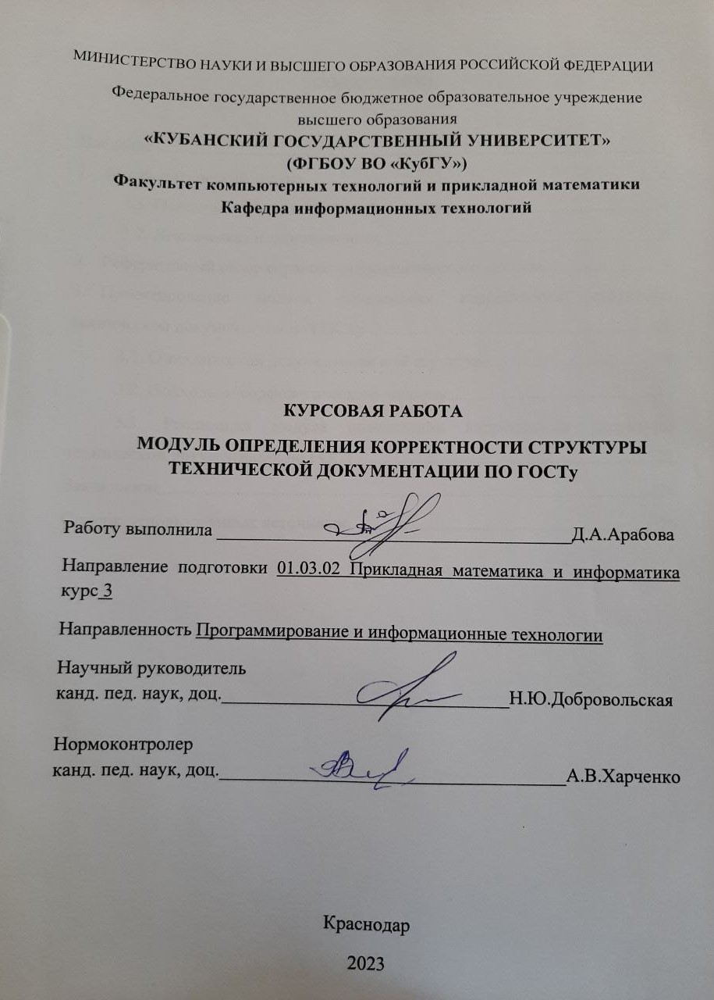 МИНИСТЕРСТВО НАУКИ И ВЫСШЕГО ОБРАЗОВАНИЯ РОССИЙСКОЙ ФЕДЕРАЦИИ
Федеральное государственное бюджетное образовательное учреждение
высшего образования
«КУБАНСКИЙ ГОСУДАРСТВЕННЫЙ УНИВЕРСИТЕТ»
(ФГБОУ ВО «КубГУ»)
Факультет компьютерных технологий и прикладной математики
Кафедра информационных технологий
КУРСОВАЯ РАБОТА
МОДУЛЬ ОПРЕДЕЛЕНИЯ КОРРЕКТНОСТИ СТРУКТУРЫ
ТЕХНИЧЕСКОЙ ДОКУМЕНТАЦИИ ПО ГОСТу
Работу выполнила Д.А.Арабова
Направление подготовки 01.03.02 Прикладная математика и информатика
курс 3
Направленность Программирование и информационные технологии
Научный руководитель
канд. пед. наук, доц. Н.Ю.Добровольская
Нормоконтролер
канд. пед. наук, доц. А.В.Харченко
Краснодар
2023